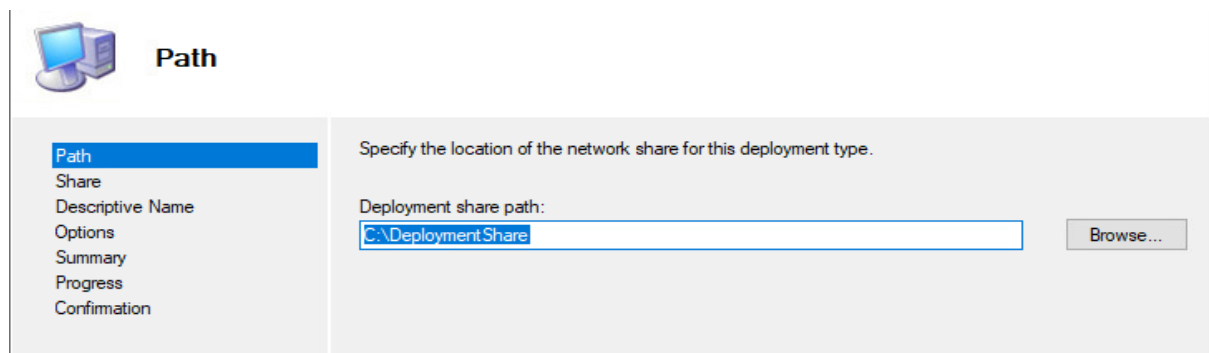 Path
Path
Share
Descriptive Name
Options
Summary
Progress
Confirmation
Specify the location of the network share for this deployment type.
Deployment share path:
C:\DeploymentShare
Browse...